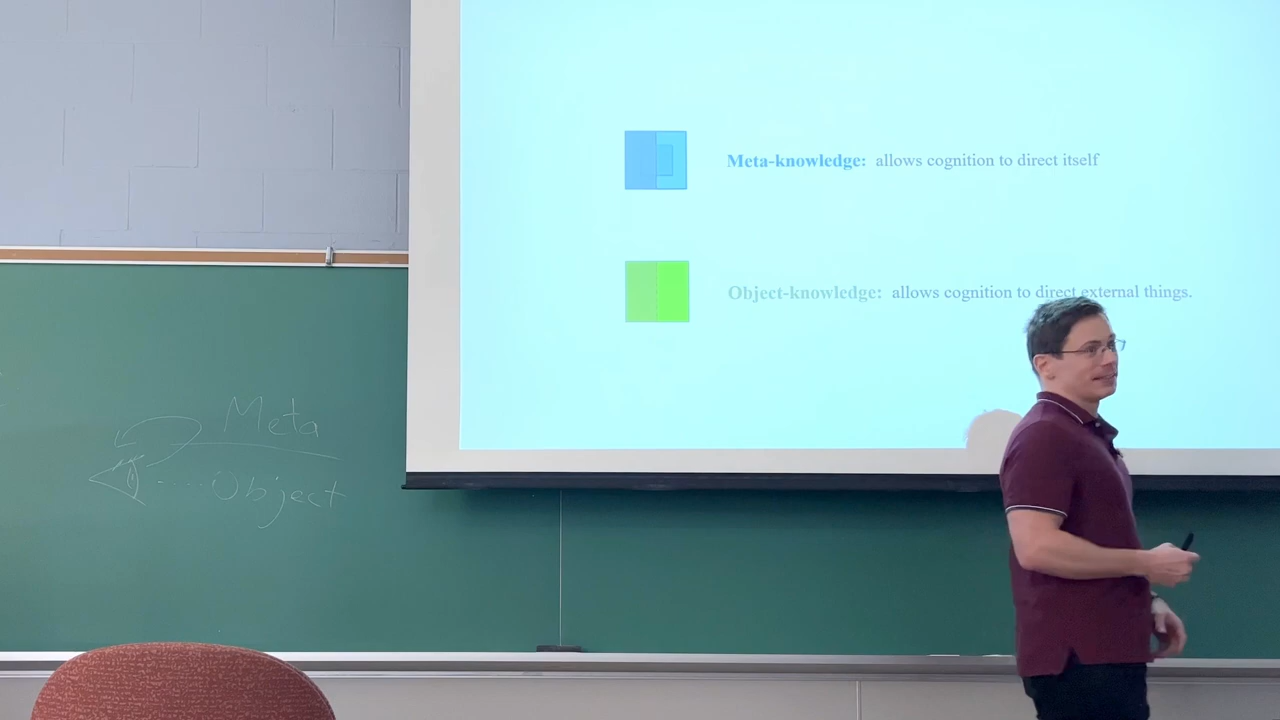 Meta-knowledge: allows cognition to direct itself
Object-knowledge: allows cognition to direct external things.
Meta
Object